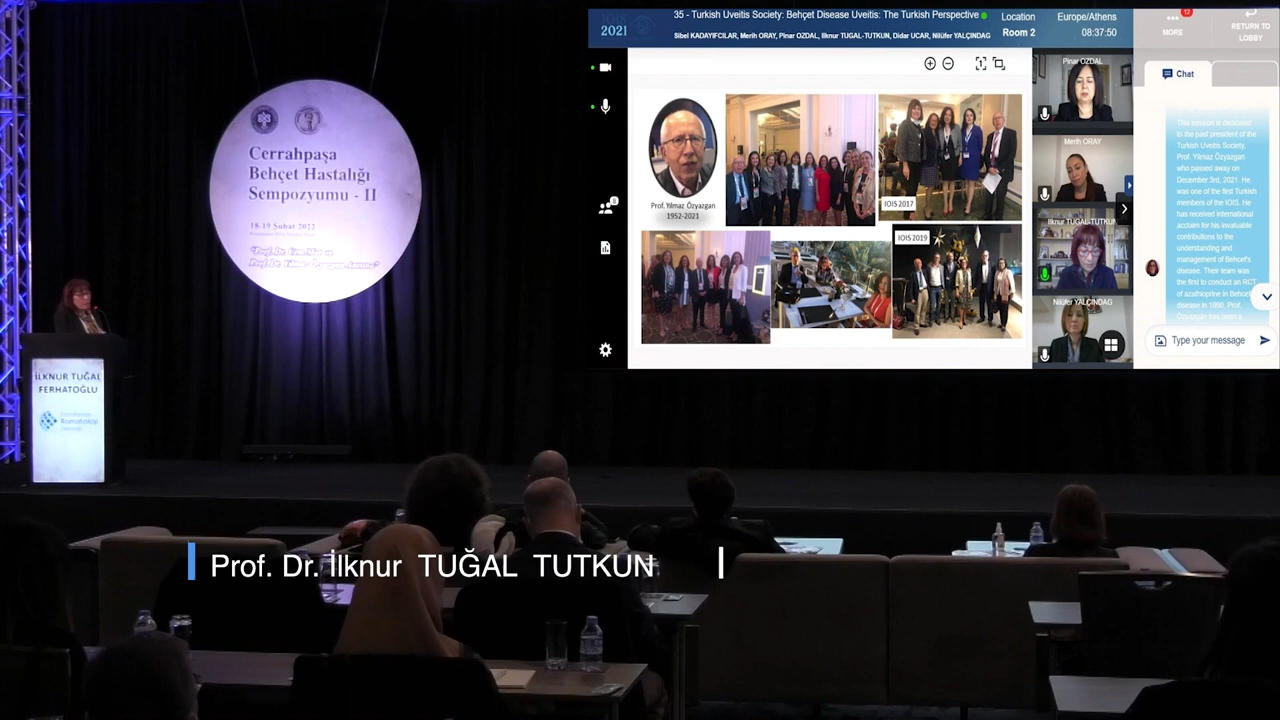 Cerrahpaşa
Behçet Hastalığı
Sempozyumu - II
18-19 Şubat 2022
İLKNUR TUĞAL
FERHATOĞLU
Romatoloji
Prof. Dr. İlknur TUĞAL TUTKUN
IOIS
2021
35 - Turkish Uveitis Society: Behçet Disease Uveitis: The Turkish Perspective
Sibel KADAYIFCILAR, Merih ORAY, Pinar OZDAL, Ilknur TUGAL-TUTKUN, Didar UCAR, Nilüfer YALÇINDAG
Location
Room 2
Europe/Athens
08:37:50
12
MORE
RETURN TO
LOBBY
Prof. Yılmaz Özyazgan
1952-2021
IOIS 2017
IOIS 2019
Pinar OZDAL
Merih ORAY
Ilknur TUGAL-TUTKUN
Nilüfer YALÇINDAG
Chat
This session is dedicated
to the past president of the
Turkish Uveitis Society,
Prof. Yilmaz Özyazgan
who passed away on
December 3rd, 2021. He
was one of the first Turkish
members of the IOIS. He
has received international
acclaim for his invaluable
contributions to the
understanding and
management of Behcet's
disease. Their team was
the first to conduct an RCT
of azathioprine in Behcet
disease in 1990. Prof.
Özyazgan has been a
Type your message